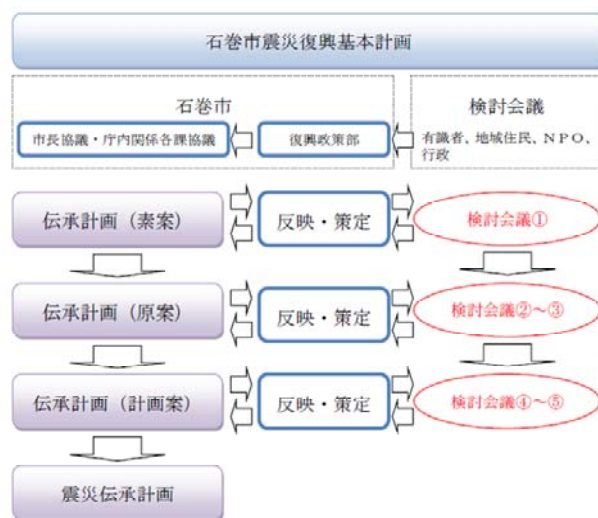 石巻市震災復興基本計画
石巻市
検討会議
市長協議・庁内関係各課協議
復興政策部
有識者、地域住民、NPO、
行政
伝承計画（素案）
反映・策定
検討会議①
伝承計画（原案）
反映・策定
検討会議②～③
伝承計画（計画案）
反映・策定
検討会議④～⑤
震災伝承計画